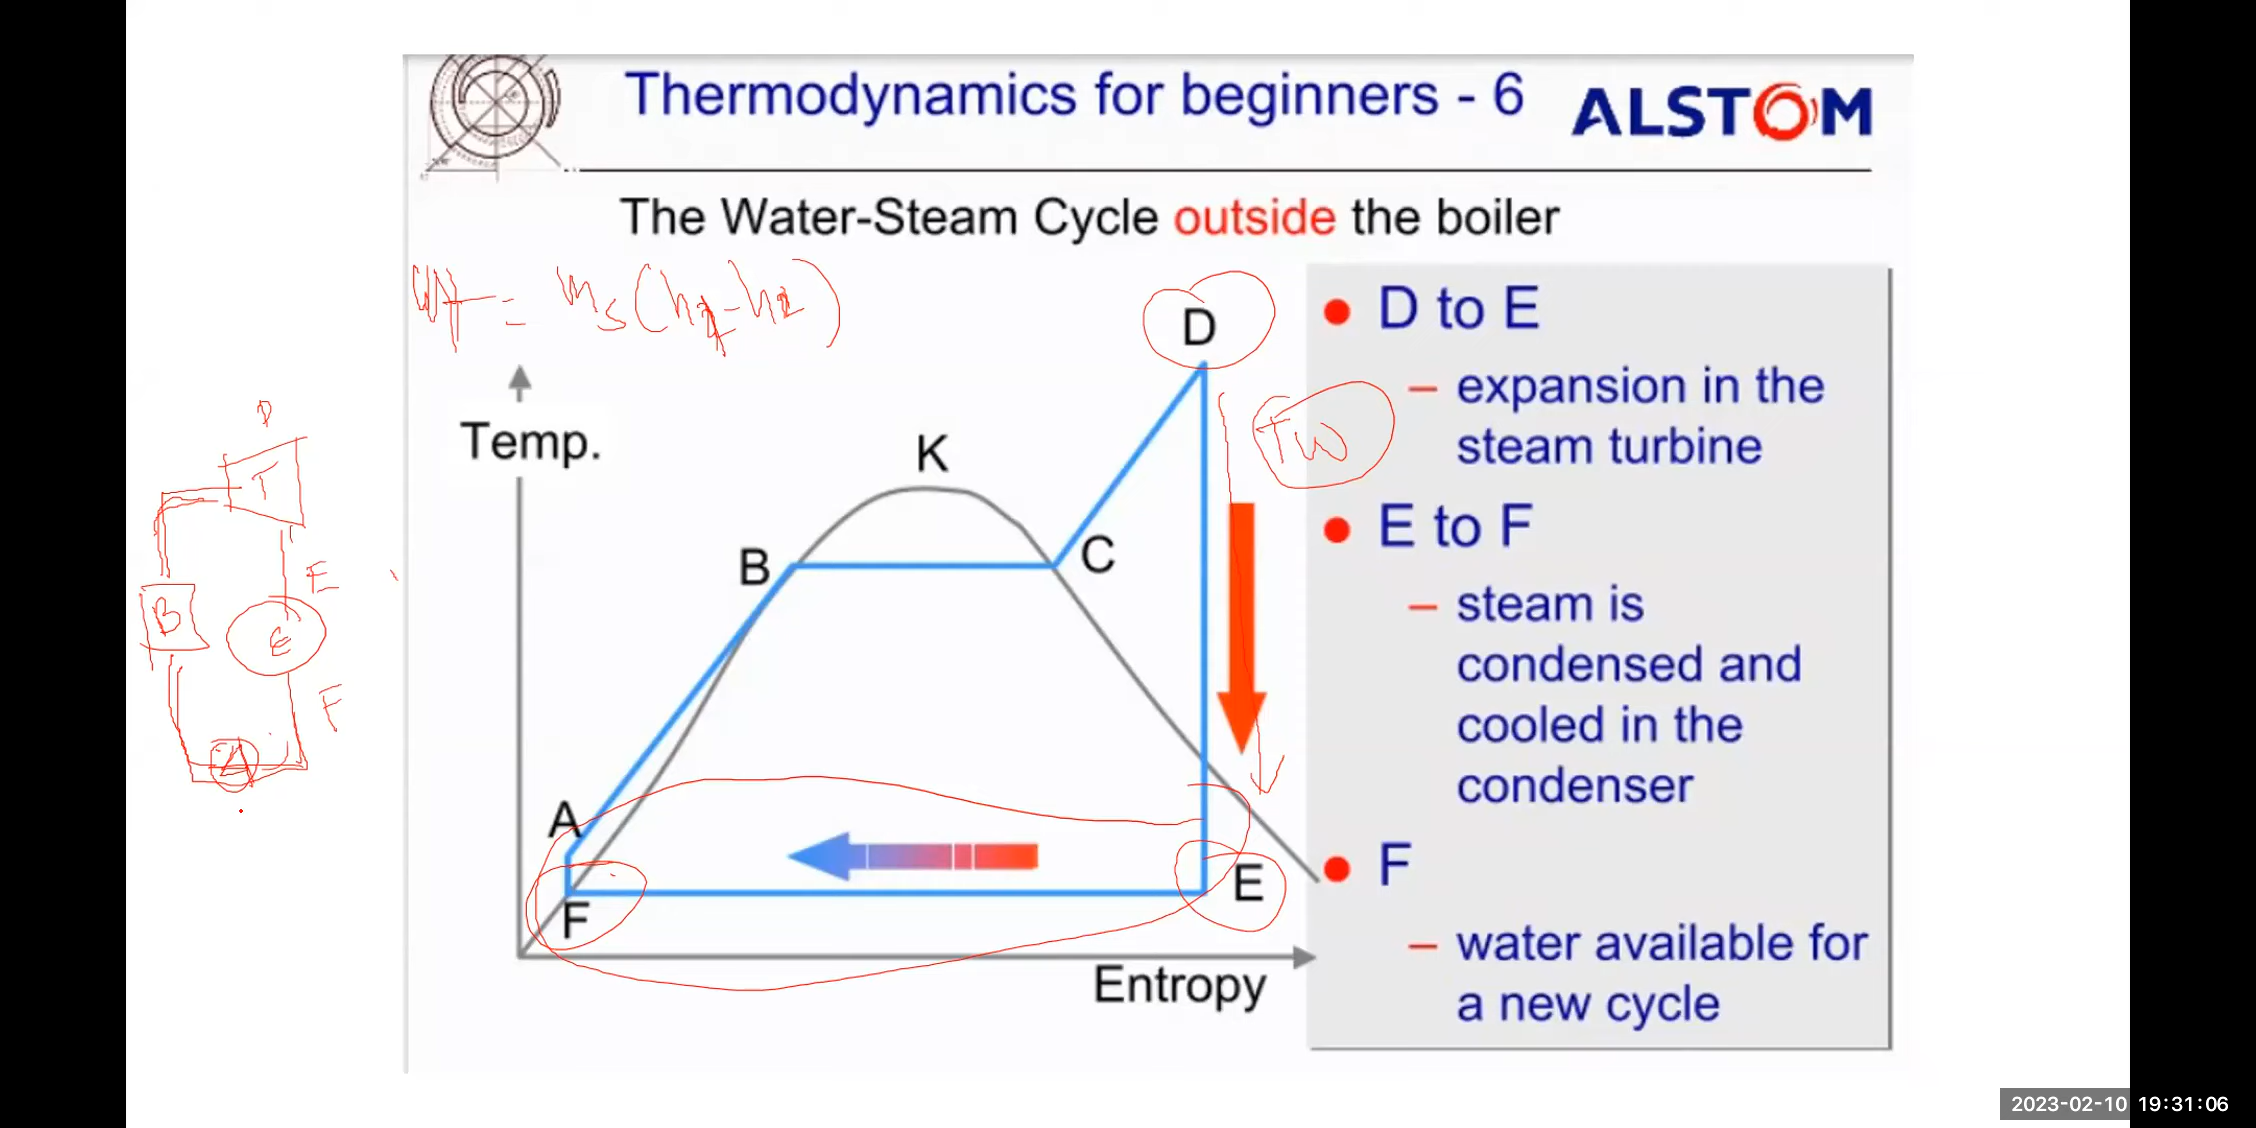 Thermodynamics for beginners - 6
ALSTOM
The Water-Steam Cycle outside the boiler
D
Temp.
K
B
C
A
F
E
Entropy
TW
D to E
– expansion in the
steam turbine
E to F
– steam is
condensed and
cooled in the
condenser
F
– water available for
a new cycle
T
E
B
F
2023-02-10 19:31:06